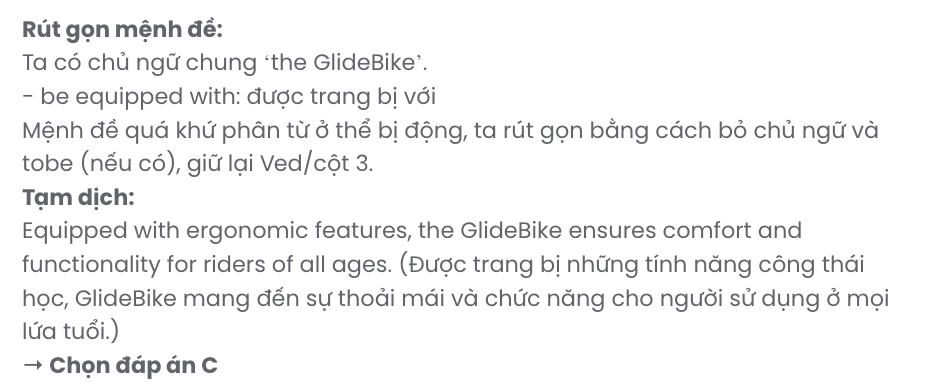 Rút gọn mệnh đề:
Ta có chủ ngữ chung ‘the GlideBike’.
- be equipped with: được trang bị với
Mệnh đề quá khứ phân từ ở thể bị động, ta rút gọn bằng cách bỏ chủ ngữ và
tobe (nếu có), giữ lại Ved/cột 3.
Tạm dịch:
Equipped with ergonomic features, the GlideBike ensures comfort and
functionality for riders of all ages. (Được trang bị những tính năng công thái
học, GlideBike mang đến sự thoải mái và chức năng cho người sử dụng ở mọi
lứa tuổi.)
→ Chọn đáp án C